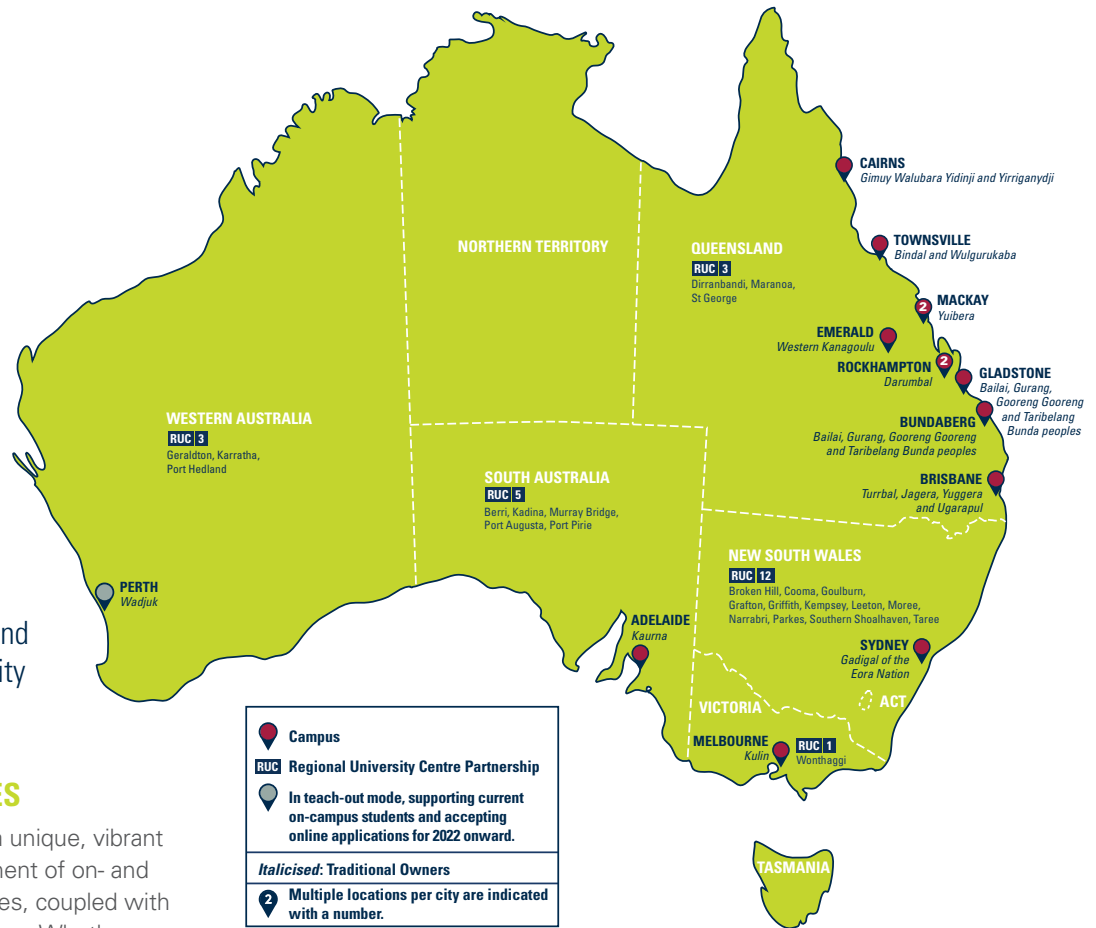 CAIRNS
Gimuy Walubara Yidinji and Yirriganydji
TOWNSVILLE
Bindal and Wulgurukaba
NORTHERN TERRITORY
QUEENSLAND
RUC 3
Dirranbandi, Maranoa,
St George
2
MACKAY
Yuibera
EMERALD
Western Kanagoulu
2
ROCKHAMPTON
Darumbal
GLADSTONE
Bailai, Gurang,
Gooreng Gooreng
and Taribelang
Bunda peoples
BUNDABERG
Bailai, Gurang, Gooreng Gooreng
and Taribelang Bunda peoples
WESTERN AUSTRALIA
RUC 3
Geraldton, Karratha,
Port Hedland
SOUTH AUSTRALIA
RUC 5
Berri, Kadina, Murray Bridge,
Port Augusta, Port Pirie
BRISBANE
Turrbal, Jagera, Yuggera
and Ugarapul
NEW SOUTH WALES
RUC 12
Broken Hill, Cooma, Goulburn,
Grafton, Griffith, Kempsey, Leeton, Moree,
Narrabri, Parkes, Southern Shoalhaven, Taree
PERTH
Wadjuk
ADELAIDE
Kaurna
SYDNEY
Gadigal of the
Eora Nation
VICTORIA
ACT
MELBOURNE
Kulin
RUC 1
Wonthaggi
TASMANIA
Campus
RUC Regional University Centre Partnership
In teach-out mode, supporting current
on-campus students and accepting
online applications for 2022 onward.
Italicised: Traditional Owners
2 Multiple locations per city are indicated
with a number.
unique, vibrant
of on- and
coupled with